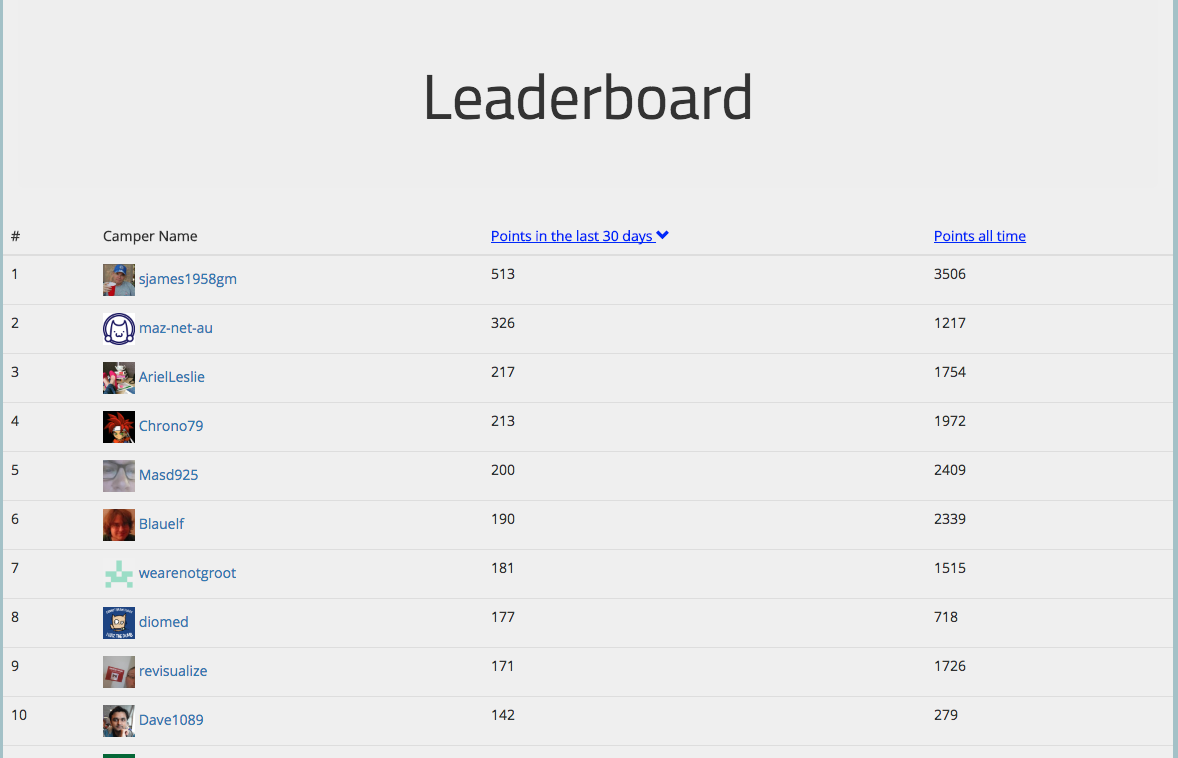 Leaderboard
# Camper Name Points in the last 30 days Points all time
1 sjames1958gm 513 3506
2 maz-net-au 326 1217
3 ArielLeslie 217 1754
4 Chrono79 213 1972
5 Masd925 200 2409
6 Blauelf 190 2339
7 wearenotgroot 181 1515
8 diomed 177 718
9 revisualize 171 1726
10 Dave1089 142 279